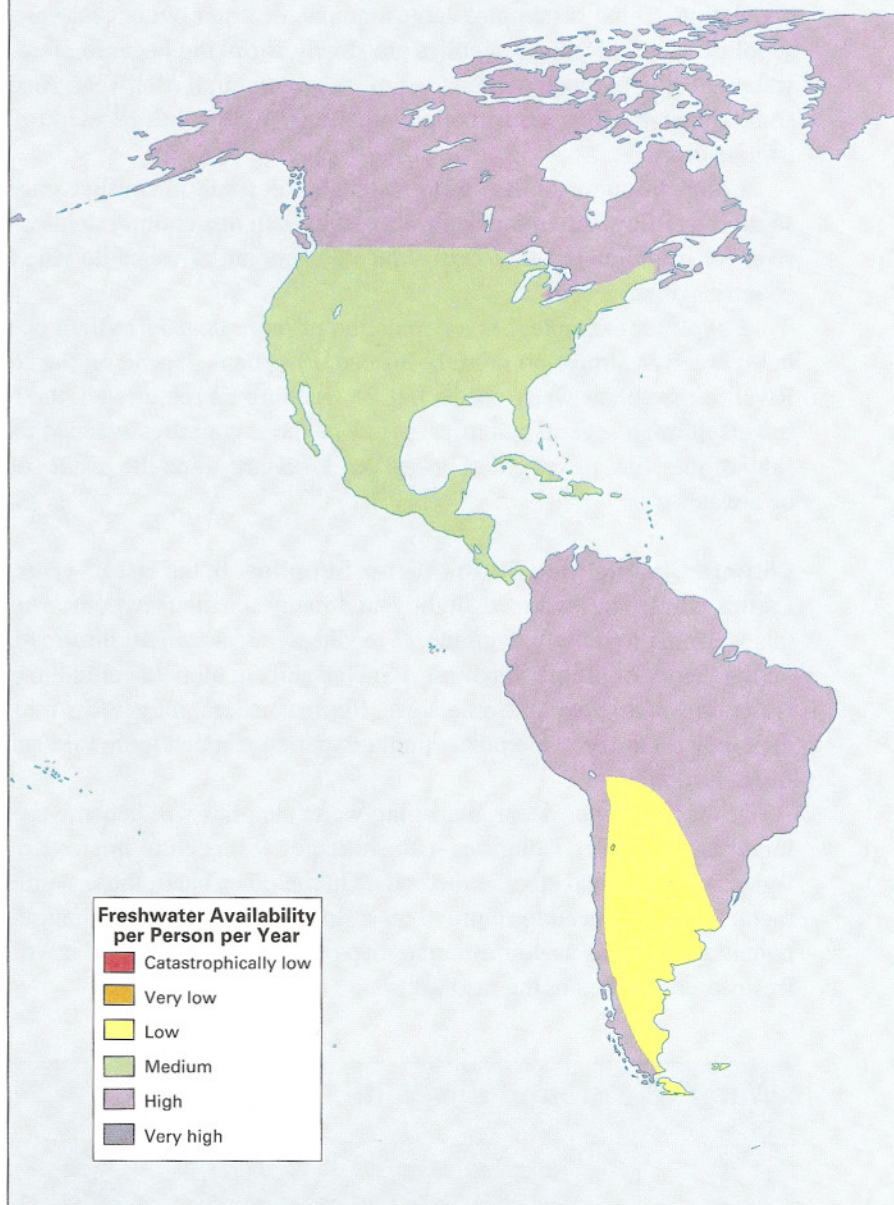 Freshwater Availability
per Person per Year
Catastrophically low
Very low
Low
Medium
High
Very high